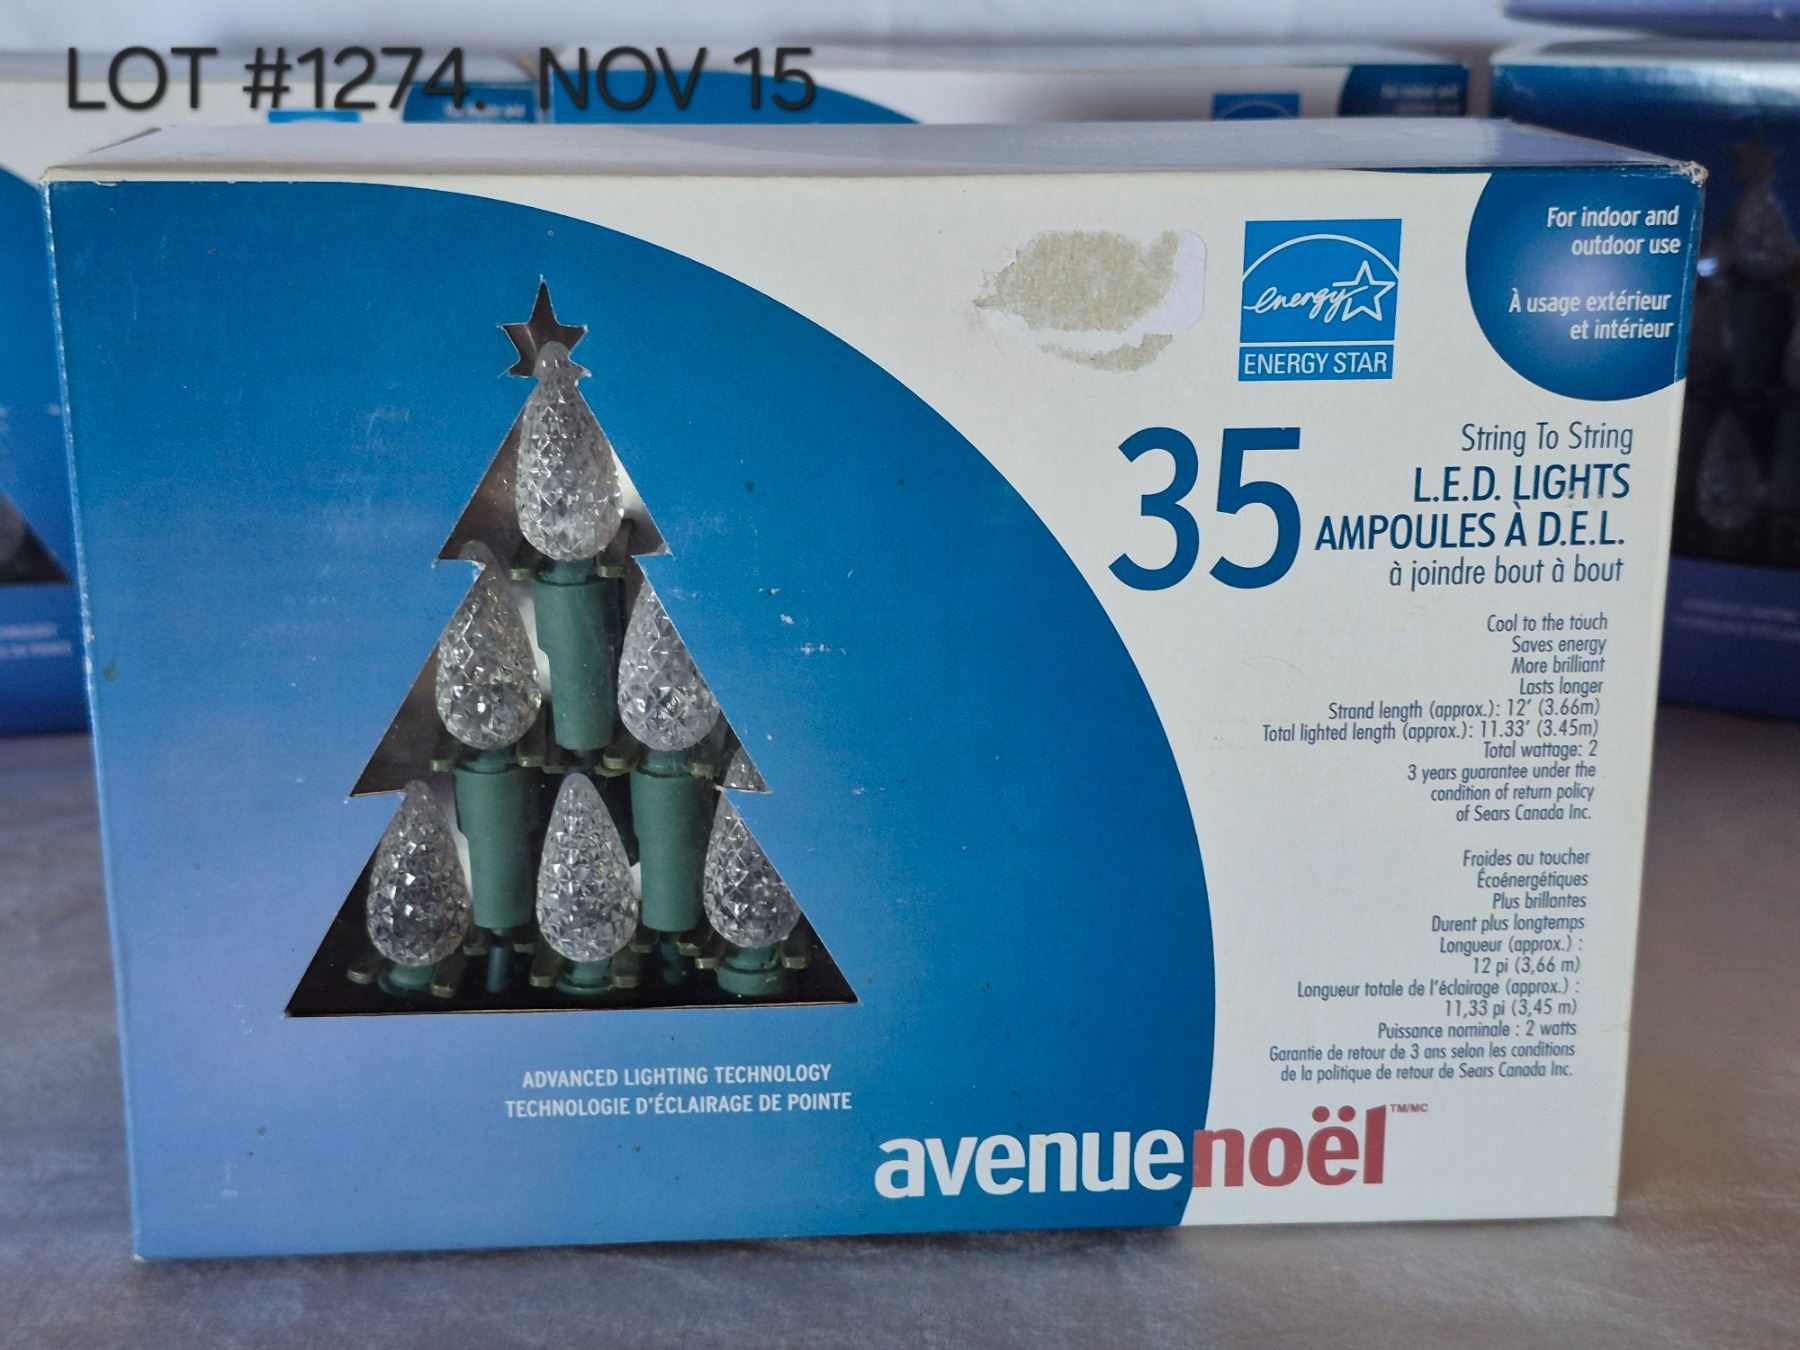 LOT #1274. NOV 15
For indoor and
outdoor use
À usage extérieur
et intérieur
energy
ENERGY STAR
35
String To String
L.E.D. LIGHTS
AMPOULES À D.E.L.
à joindre bout à bout
Cool to the touch
Saves energy
More brilliant
Lasts longer
Strand length (approx.): 12' (3.66m)
Total lighted length (approx.): 11.33' (3.45m)
Total wattage: 2
3 years guarantee under the
condition of return policy
of Sears Canada Inc.
Froides au toucher
Écoénergétiques
Plus brillantes
Durent plus longtemps
Longueur (approx.) :
12 pi (3,66 m)
Longueur totale de l'éclairage (approx.) :
11,33 pi (3,45 m)
Puissance nominale : 2 watts
Garantie de retour de 3 ans selon les conditions
de la politique de retour de Sears Canada Inc.
ADVANCED LIGHTING TECHNOLOGY
TECHNOLOGIE D'ÉCLAIRAGE DE POINTE
avenuenoël TM/MC